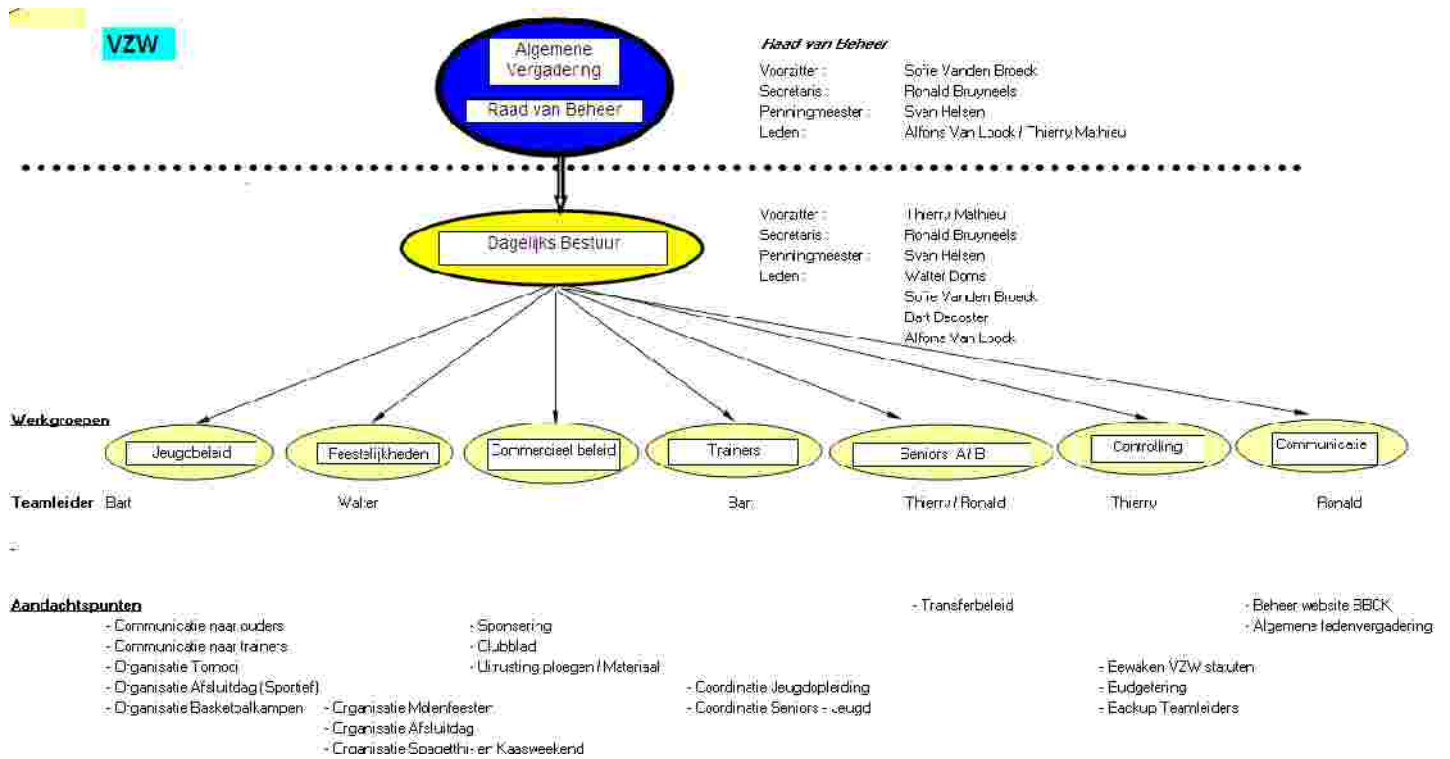 VZW
Algemene
Vergadering
Raad van Beheer
Raad van Beheer
Voorzitter : Sofie Vanden Broeck
Secretaris : Ronald Bruyneels
Penningmeester : Sven Helsen
Leden : Alfons Van Loock / Thierry Mathieu
Dagelijks Bestuur
Voorzitter : Thierry Mathieu
Secretaris : Ronald Bruyneels
Penningmeester : Sven Helsen
Leden : Walter Doms
Sofie Vanden Broeck
Bart Decoster
Alfons Van Loock
Werkgroepen
Jeugdbeleid Feestelijkheden Commercieel beleid Trainers Seniors A / B Controlling Communicatie
Teamleider Bart Walter Bart Thierry / Ronald Thierry Ronald
Aandachtspunten
- Transferbeleid - Beheer website BBCK
- Communicatie naar ouders - Sponsering - Algemene ledenvergadering
- Communicatie naar trainers - Clubblad
- Organisatie Tornooi - Uitrusting ploegen / Materiaal - Bewaken VZW statuten
- Organisatie Afsluitdag (Sportief) - Coordinatie Jeugdopleiding - Budgetering
- Organisatie Basketbalkampen - Organisatie Molenfeesten - Coordinatie Seniors - Jeugd - Backup Teamleiders
- Organisatie Afsluitdag
- Organisatie Spagetthi- en Kaasweekend